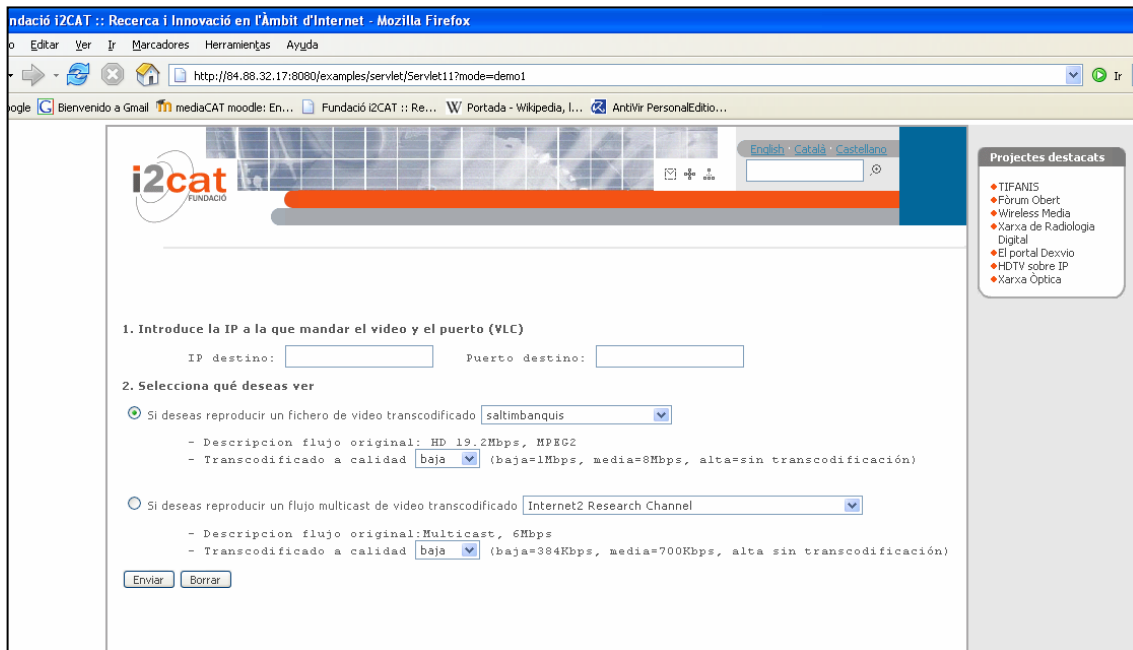 ndació i2CAT :: Recerca i Innovació en l'Àmbit d'Internet - Mozilla Firefox
o Editar Ver Ir Marcadores Herramientas Ayuda
http://84.88.32.17:8080/examples/servlet/Servlet11?mode=demo1 Ir
oogle G Bienvenido a Gmail m mediaCAT moodle: En... Fundació i2CAT :: Re... W Portada - Wikipedia, l... AntiVir PersonalEditio...
English · Català · Castellano
i2cat
FUNDACIÓ
Projectes destacats
TIFANIS
Fòrum Obert
Wireless Media
Xarxa de Radiologia
Digital
El portal Dexvio
HDTV sobre IP
Xarxa Òptica
1. Introduce la IP a la que mandar el video y el puerto (VLC)
IP destino: Puerto destino:
2. Selecciona qué deseas ver
Si deseas reproducir un fichero de video transcodificado saltimbanquis
- Descripcion flujo original: HD 19.2Mbps, MPEG2
- Transcodificado a calidad baja (baja=1Mbps, media=8Mbps, alta=sin transcodificación)
Si deseas reproducir un flujo multicast de video transcodificado Internet2 Research Channel
- Descripcion flujo original:Multicast, 6Mbps
- Transcodificado a calidad baja (baja=384Kbps, media=700Kbps, alta sin transcodificación)
Enviar Borrar